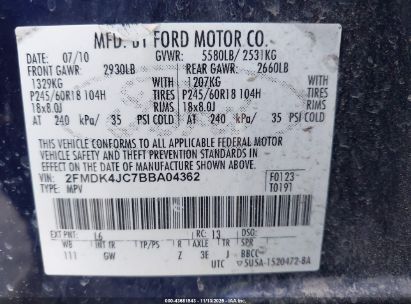 MFD. BY FORD MOTOR CO.
DATE: 07/10 GVWR: 5580LB/ 2531KG
FRONT GAWR: 2930LB REAR GAWR: 2660LB
1329KG WITH 1207KG WITH
P245/60R18 104H TIRES P245/60R18 104H TIRES
18x8.0J RIMS 18x8.0J RIMS
AT 240 kPa/ 35 PSI COLD AT 240 kPa/ 35 PSI COLD
THIS VEHICLE CONFORMS TO ALL APPLICABLE FEDERAL MOTOR
VEHICLE SAFETY AND THEFT PREVENTION STANDARDS IN EFFECT
ON THE DATE OF MANUFACTURE SHOWN ABOVE.
VIN: 2FMDK4JC7BBA04362 F0123
TYPE: MPV T0191
EXT PNT: L6 RC: 13 DSO:
WB INT TR TP/PS R AXLE TR SPR
111 GW Z 3E J BBCC
UTC 5U5A-1520472-BA